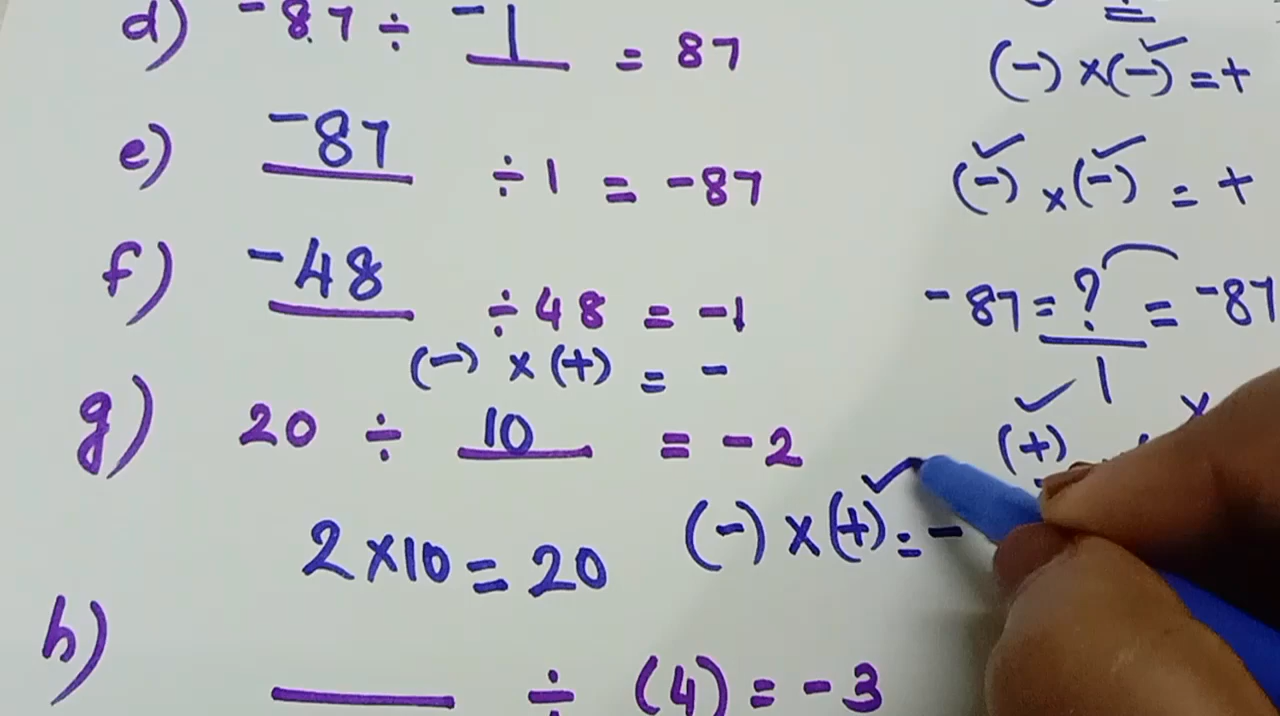 d) -87 ÷ -1 = 87
(-) ×(-) = +
e) -87 ÷ 1 = -87
(-) × (-) = +
f) -48 ÷ 48 = -1
-87 = ? = -87
1
(-) × (+) = -
g) 20 ÷ 10 = -2
(+) ×
2 × 10 = 20
(-) × (+) = -
h) ____ ÷ (4) = -3